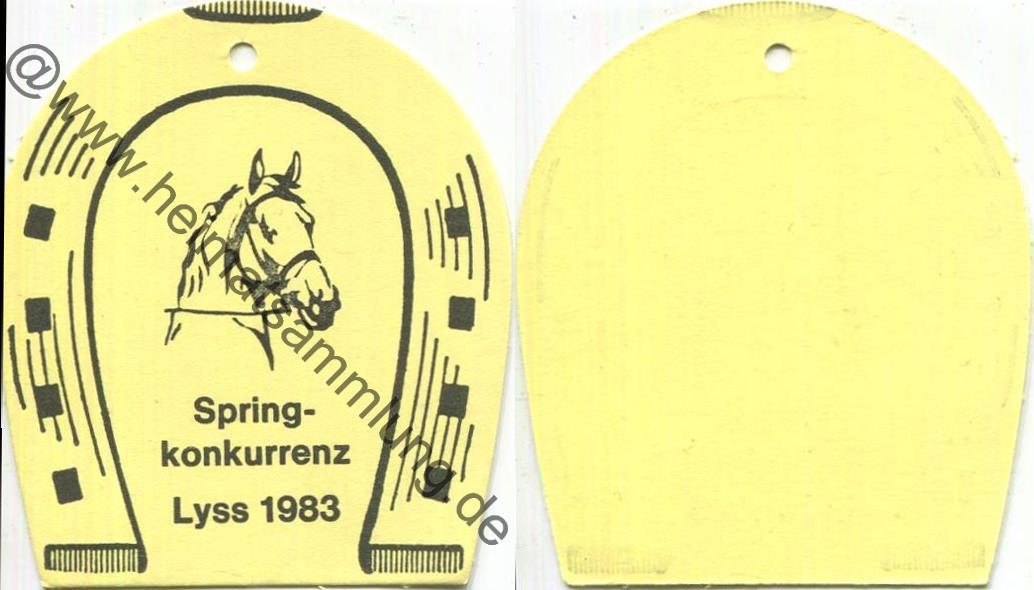 Spring-
konkurrenz
Lyss 1983
@www.heimatsammlung.de